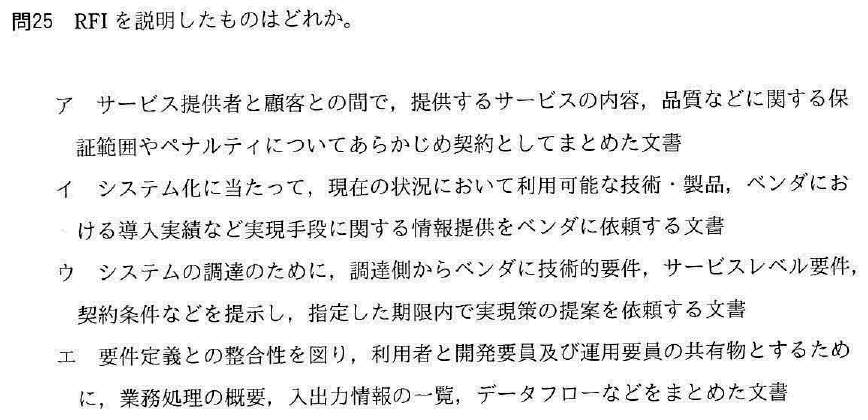 問25 RFIを説明したものはどれか。
ア サービス提供者と顧客との間で，提供するサービスの内容，品質などに関する保
証範囲やペナルティについてあらかじめ契約としてまとめた文書
イ システム化に当たって，現在の状況において利用可能な技術・製品，ベンダにお
ける導入実績など実現手段に関する情報提供をベンダに依頼する文書
ウ システムの調達のために，調達側からベンダに技術的要件，サービスレベル要件，
契約条件などを提示し，指定した期限内で実現策の提案を依頼する文書
エ 要件定義との整合性を図り，利用者と開発要員及び運用要員の共有物とするため
に，業務処理の概要，入出力情報の一覧，データフローなどをまとめた文書